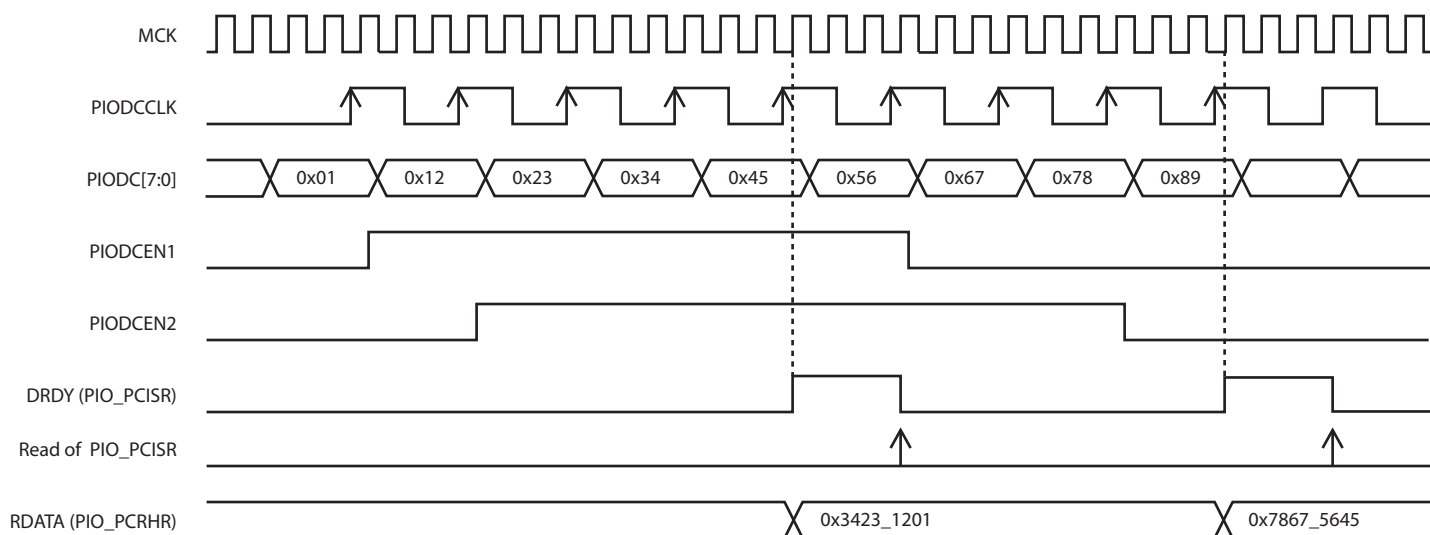 MCK
PIODCCLK
PIODC[7:0] 0x01 0x12 0x23 0x34 0x45 0x56 0x67 0x78 0x89
PIODCEN1
PIODCEN2
DRDY (PIO_PCISR)
Read of PIO_PCISR
RDATA (PIO_PCRHR) 0x3423_1201 0x7867_5645